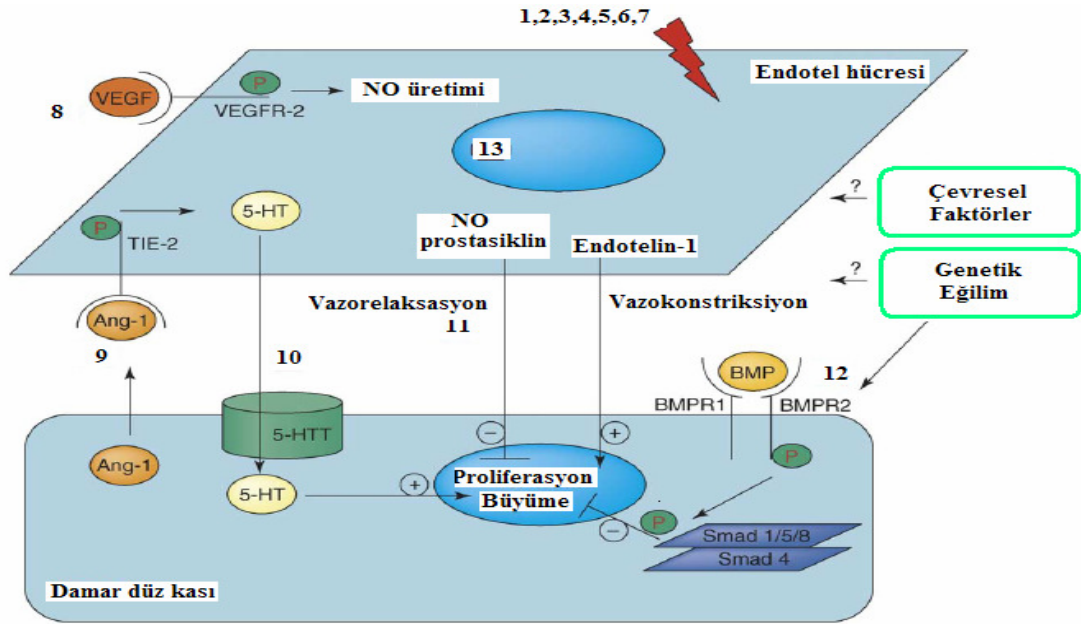 1,2,3,4,5,6,7
Endotel hücresi
P
VEGF
NO üretimi
8
VEGFR-2
13
Çevresel
Faktörler
?
5-HT
P
TIE-2
NO
prostasiklin
Endotelin-1
?
Genetik
Eğilim
Vazorelaksasyon
Vazokonstriksiyon
11
Ang-1
9
10
BMP
12
BMPR1
BMPR2
5-HTT
−
+
P
Ang-1
Proliferasyon
Büyüme
5-HT
+
P
−
Smad 1/5/8
Smad 4
Damar düz kası